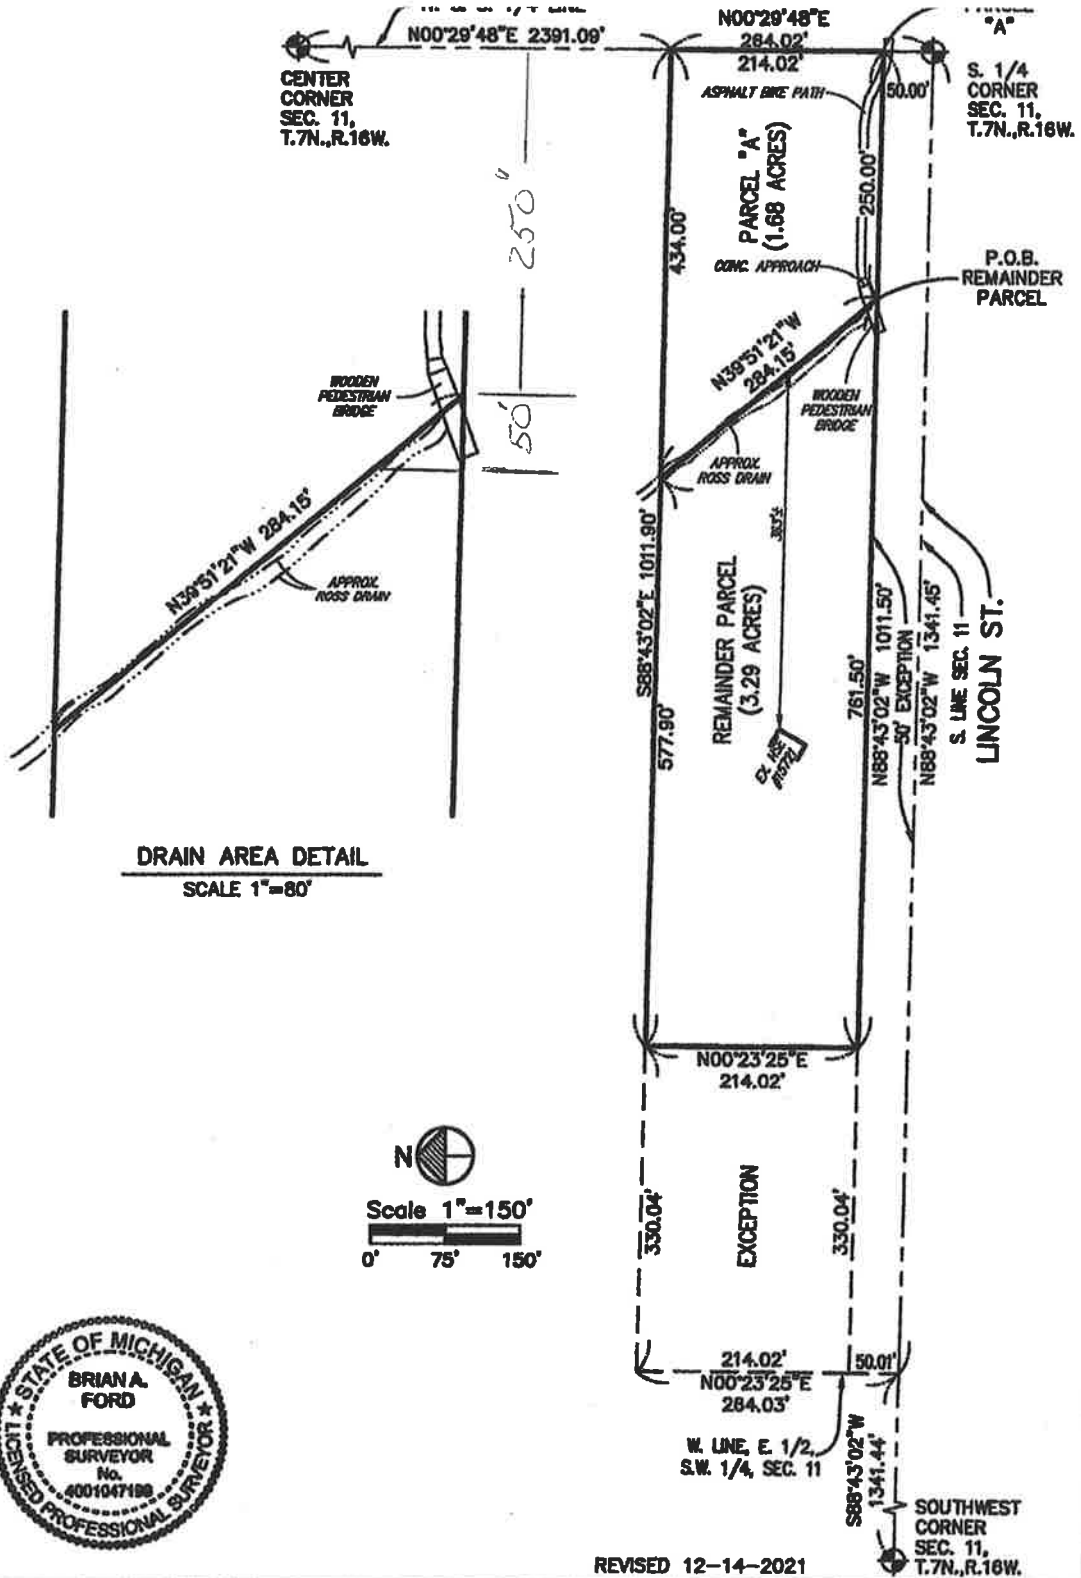 N00°29'48"E 2391.09'
N00°29'48"E
264.02'
214.02'
"A"
CENTER
CORNER
SEC. 11,
T.7N.,R.16W.
S. 1/4
CORNER
SEC. 11,
T.7N.,R.16W.
50.00'
ASPHALT BIKE PATH
PARCEL "A"
(1.68 ACRES)
250.00'
434.00'
250'
CONC. APPROACH
P.O.B.
REMAINDER
PARCEL
N39°51'21"W
284.15'
WOODEN
PEDESTRIAN
BRIDGE
WOODEN
PEDESTRIAN
BRIDGE
50'
APPROX.
ROSS DRAIN
N39°51'21"W 284.15'
APPROX.
ROSS DRAIN
363'±
S88°43'02"E 1011.90'
577.90'
REMAINDER PARCEL
(3.29 ACRES)
EX. HSE
#15772
761.50'
N88°43'02"W 1011.50'
50' EXCEPTION
N88°43'02"W 1341.45'
S. LINE SEC. 11
LINCOLN ST.
DRAIN AREA DETAIL
SCALE 1"=80'
N00°23'25"E
214.02'
N
Scale 1"=150'
0' 75' 150'
330.04'
EXCEPTION
330.04'
214.02'
50.01'
N00°23'25"E
264.03'
W. LINE, E. 1/2,
S.W. 1/4, SEC. 11
S88°43'02"W
1341.44'
SOUTHWEST
CORNER
SEC. 11,
T.7N.,R.16W.
STATE OF MICHIGAN
BRIAN A.
FORD
PROFESSIONAL
SURVEYOR
No.
4001047198
LICENSED PROFESSIONAL SURVEYOR
REVISED 12-14-2021